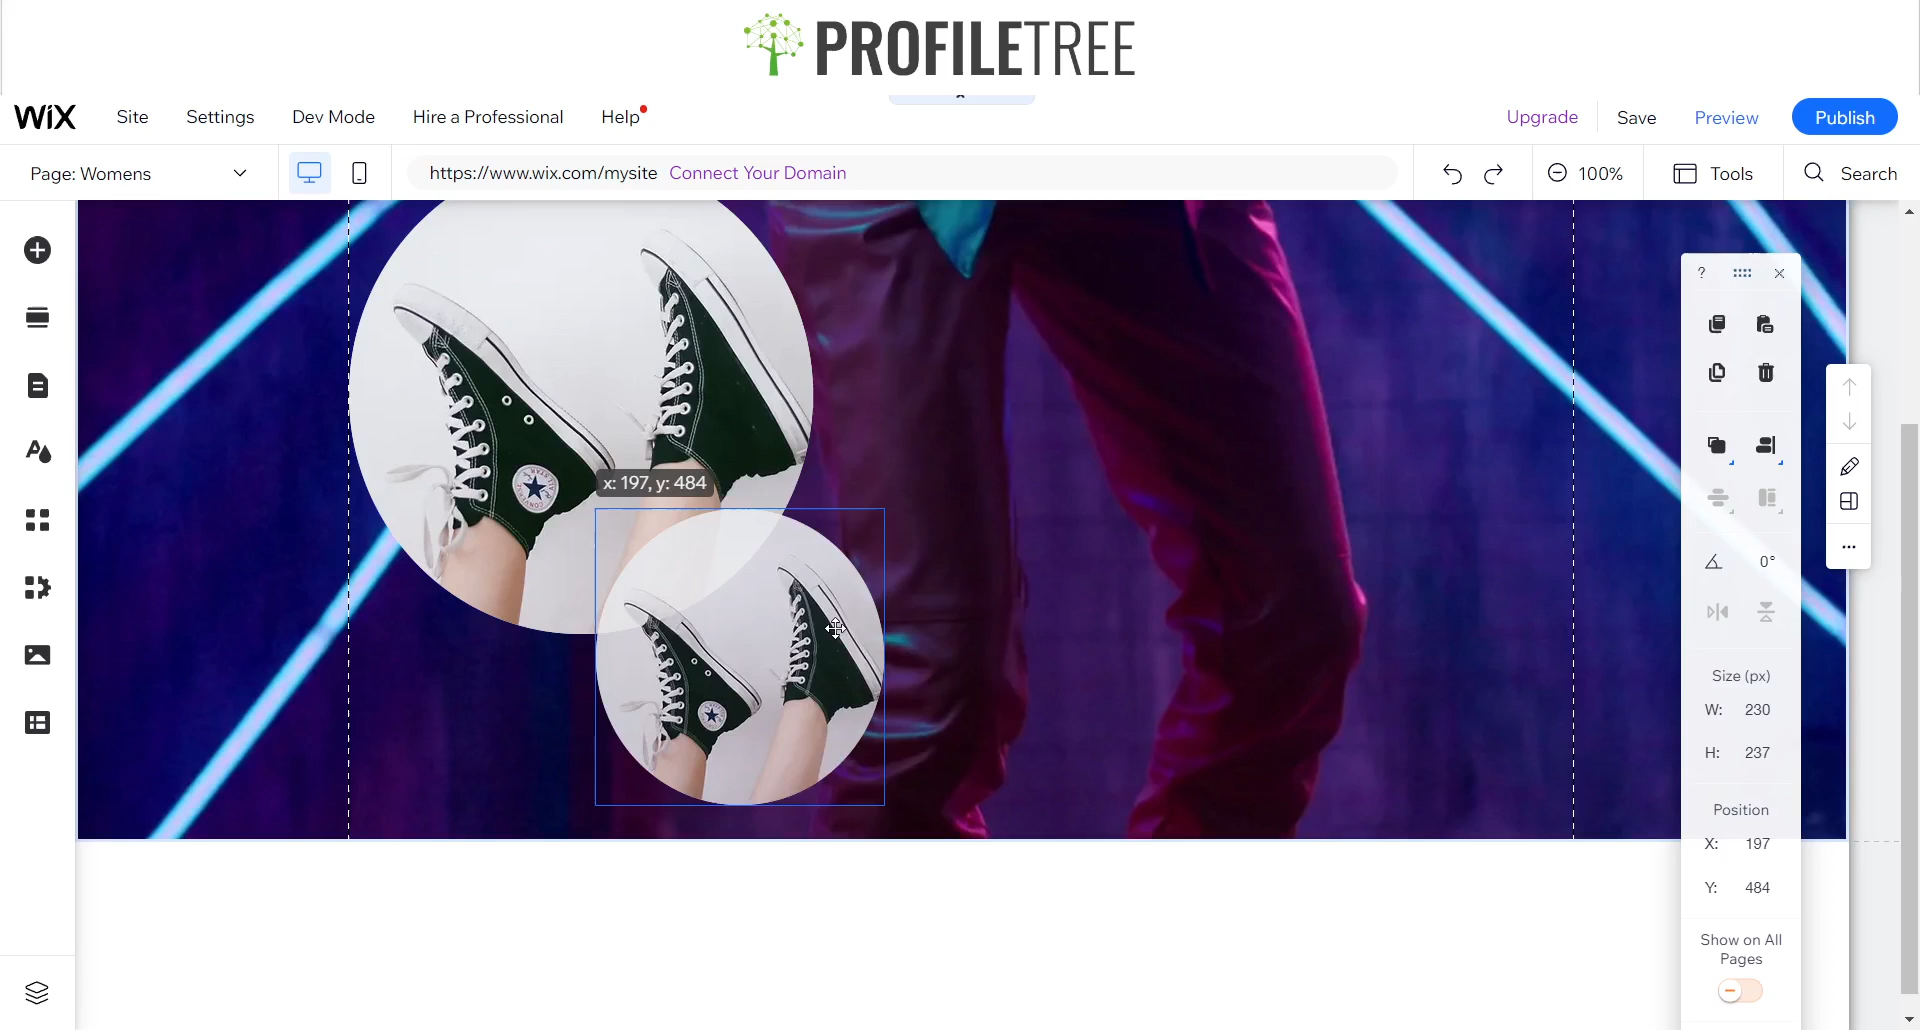 PROFILETREE
WiX Site Settings Dev Mode Hire a Professional Help Upgrade Save Preview Publish
Page: Womens https://www.wix.com/mysite Connect Your Domain 100% Tools Search
?
x: 197, y: 484
0°
Size (px)
W: 230
H: 237
Position
X: 197
Y: 484
Show on All
Pages